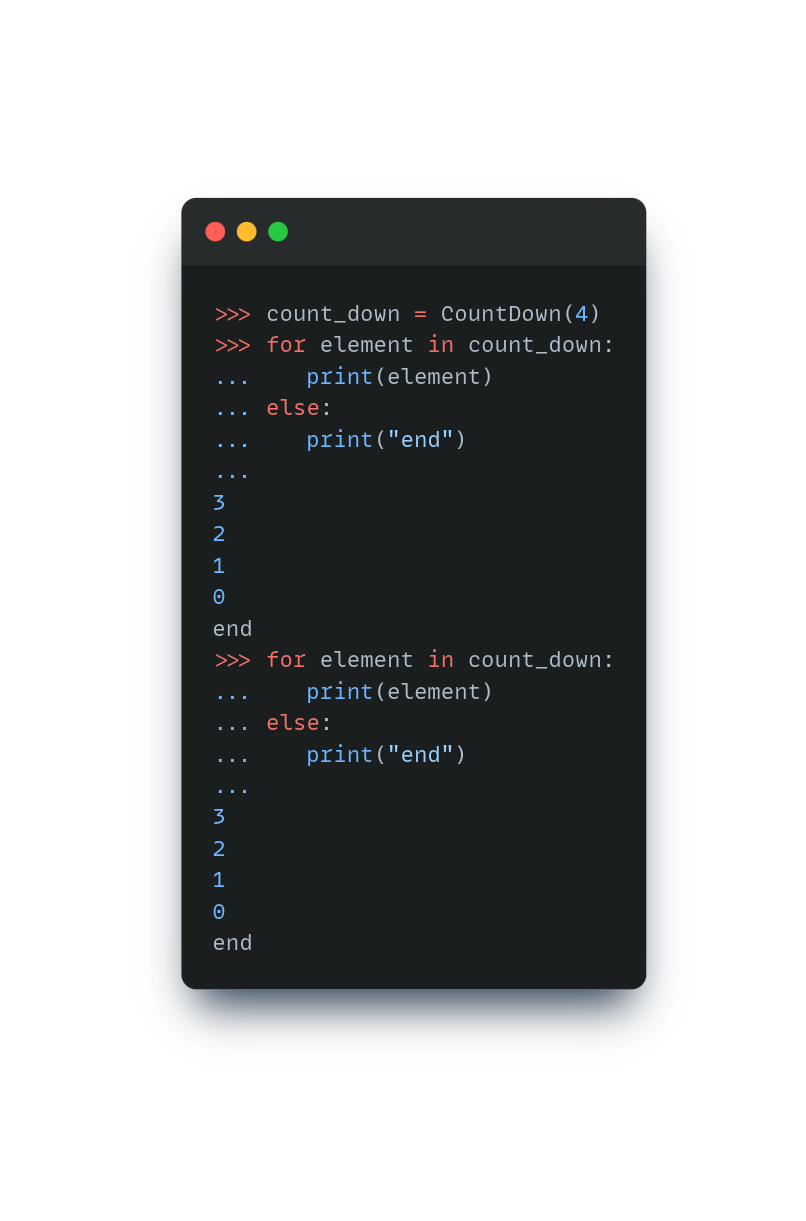 >>> count_down = CountDown(4)
>>> for element in count_down:
...    print(element)
... else:
...    print("end")
...
3
2
1
0
end
>>> for element in count_down:
...    print(element)
... else:
...    print("end")
...
3
2
1
0
end